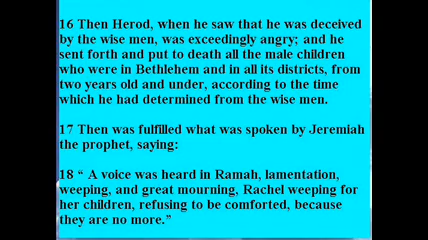 16 Then Herod, when he saw that he was deceived
by the wise men, was exceedingly angry; and he
sent forth and put to death all the male children
who were in Bethlehem and in all its districts, from
two years old and under, according to the time
which he had determined from the wise men.
17 Then was fulfilled what was spoken by Jeremiah
the prophet, saying:
18 “ A voice was heard in Ramah, lamentation,
weeping, and great mourning, Rachel weeping for
her children, refusing to be comforted, because
they are no more.”